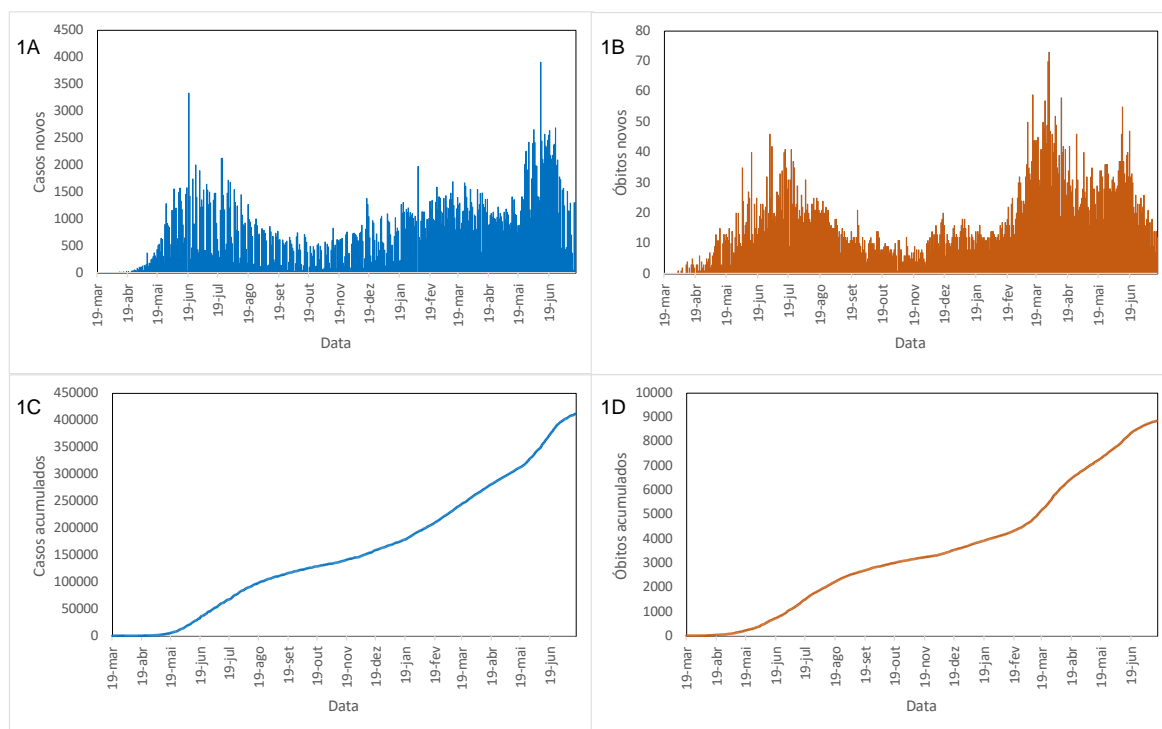 1A
4500
4000
3500
3000
2500
2000
1500
1000
500
0
Casos novos
19-mar
19-abr
19-mai
19-jun
19-jul
19-ago
19-set
19-out
19-nov
19-dez
19-jan
19-fev
19-mar
19-abr
19-mai
19-jun
Data
1B
80
70
60
50
40
30
20
10
0
Óbitos novos
19-mar
19-abr
19-mai
19-jun
19-jul
19-ago
19-set
19-out
19-nov
19-dez
19-jan
19-fev
19-mar
19-abr
19-mai
19-jun
Data
1C
450000
400000
350000
300000
250000
200000
150000
100000
50000
0
Casos acumulados
19-mar
19-abr
19-mai
19-jun
19-jul
19-ago
19-set
19-out
19-nov
19-dez
19-jan
19-fev
19-mar
19-abr
19-mai
19-jun
Data
1D
10000
9000
8000
7000
6000
5000
4000
3000
2000
1000
0
Óbitos acumulados
19-mar
19-abr
19-mai
19-jun
19-jul
19-ago
19-set
19-out
19-nov
19-dez
19-jan
19-fev
19-mar
19-abr
19-mai
19-jun
Data